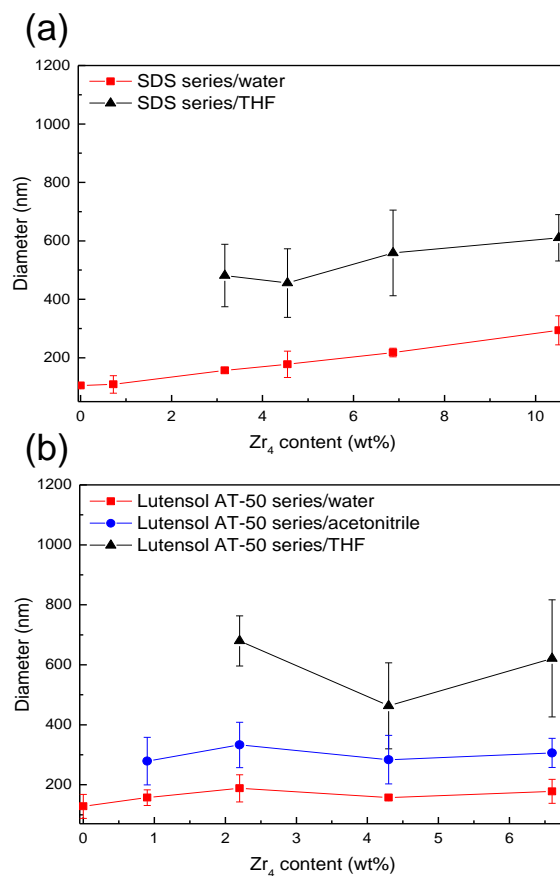 (a)
1200
SDS series/water
SDS series/THF
1000
800
600
400
200
Diameter (nm)
0 2 4 6 8 10
Zr₄ content (wt%)
(b)
1200
Lutensol AT-50 series/water
Lutensol AT-50 series/acetonitrile
Lutensol AT-50 series/THF
1000
800
600
400
200
Diameter (nm)
0 1 2 3 4 5 6
Zr₄ content (wt%)